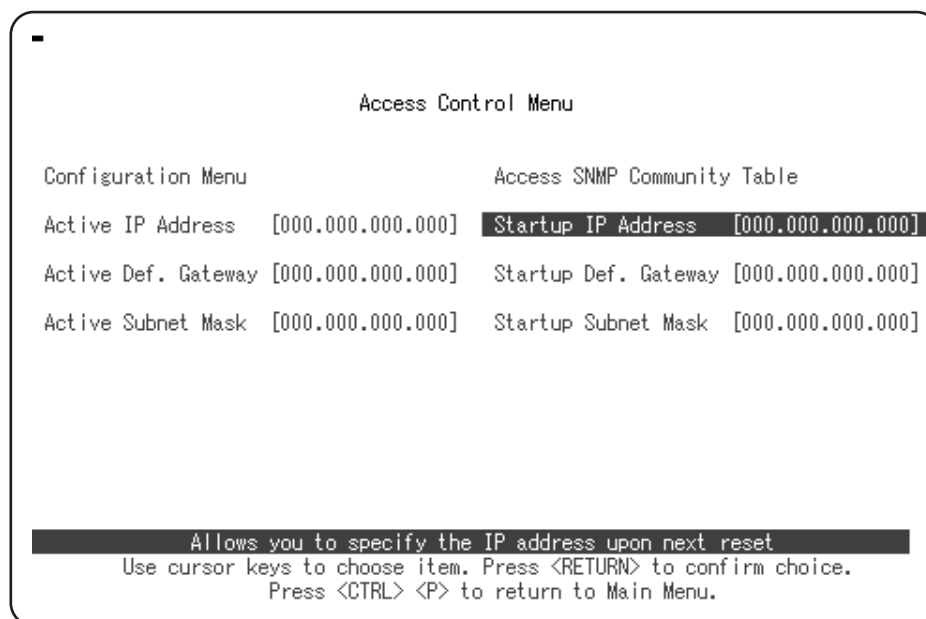 Access Control Menu
Configuration Menu Access SNMP Community Table
Active IP Address [000.000.000.000] Startup IP Address [000.000.000.000]
Active Def. Gateway [000.000.000.000] Startup Def. Gateway [000.000.000.000]
Active Subnet Mask [000.000.000.000] Startup Subnet Mask [000.000.000.000]
Allows you to specify the IP address upon next reset
Use cursor keys to choose item. Press <RETURN> to confirm choice.
Press <CTRL> <P> to return to Main Menu.